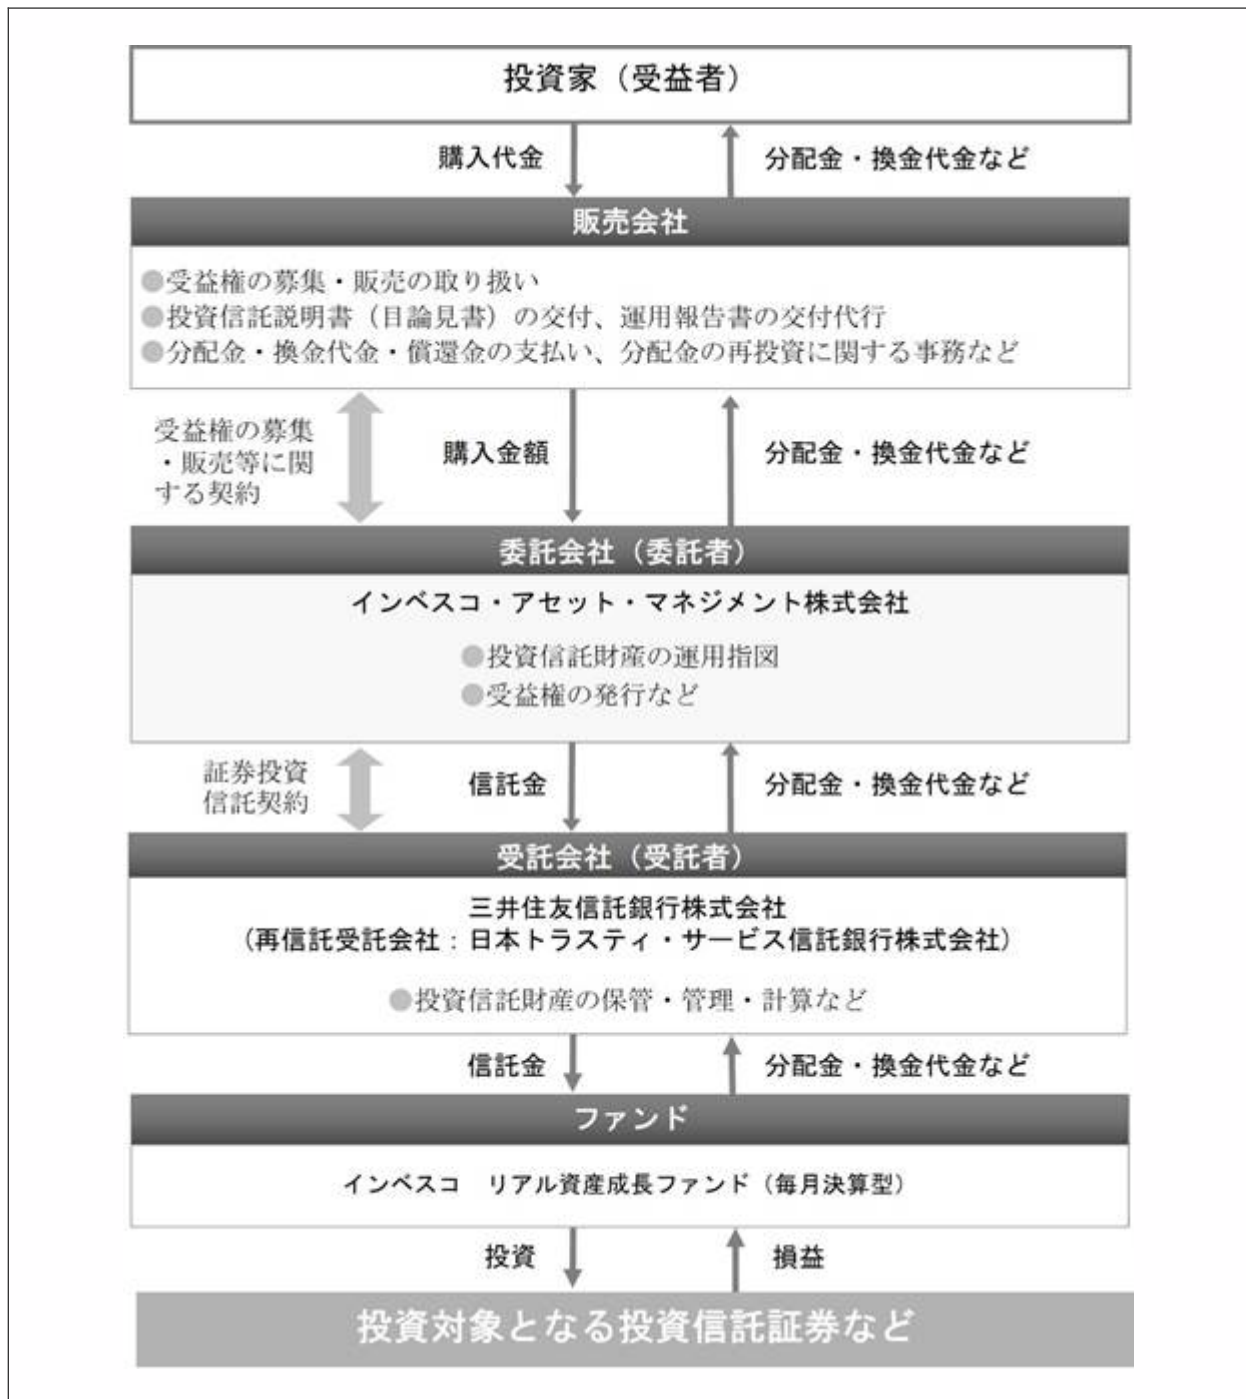 投資家（受益者）
購入代金
分配金・換金代金など
販売会社
●受益権の募集・販売の取り扱い
●投資信託説明書（目論見書）の交付、運用報告書の交付代行
●分配金・換金代金・償還金の支払い、分配金の再投資に関する事務など
受益権の募集
・販売等に関
する契約
購入金額
分配金・換金代金など
委託会社（委託者）
インベスコ・アセット・マネジメント株式会社
●投資信託財産の運用指図
●受益権の発行など
証券投資
信託契約
信託金
分配金・換金代金など
受託会社（受託者）
三井住友信託銀行株式会社
（再信託受託会社：日本トラスティ・サービス信託銀行株式会社）
●投資信託財産の保管・管理・計算など
信託金
分配金・換金代金など
ファンド
インベスコ　リアル資産成長ファンド（毎月決算型）
投資
損益
投資対象となる投資信託証券など